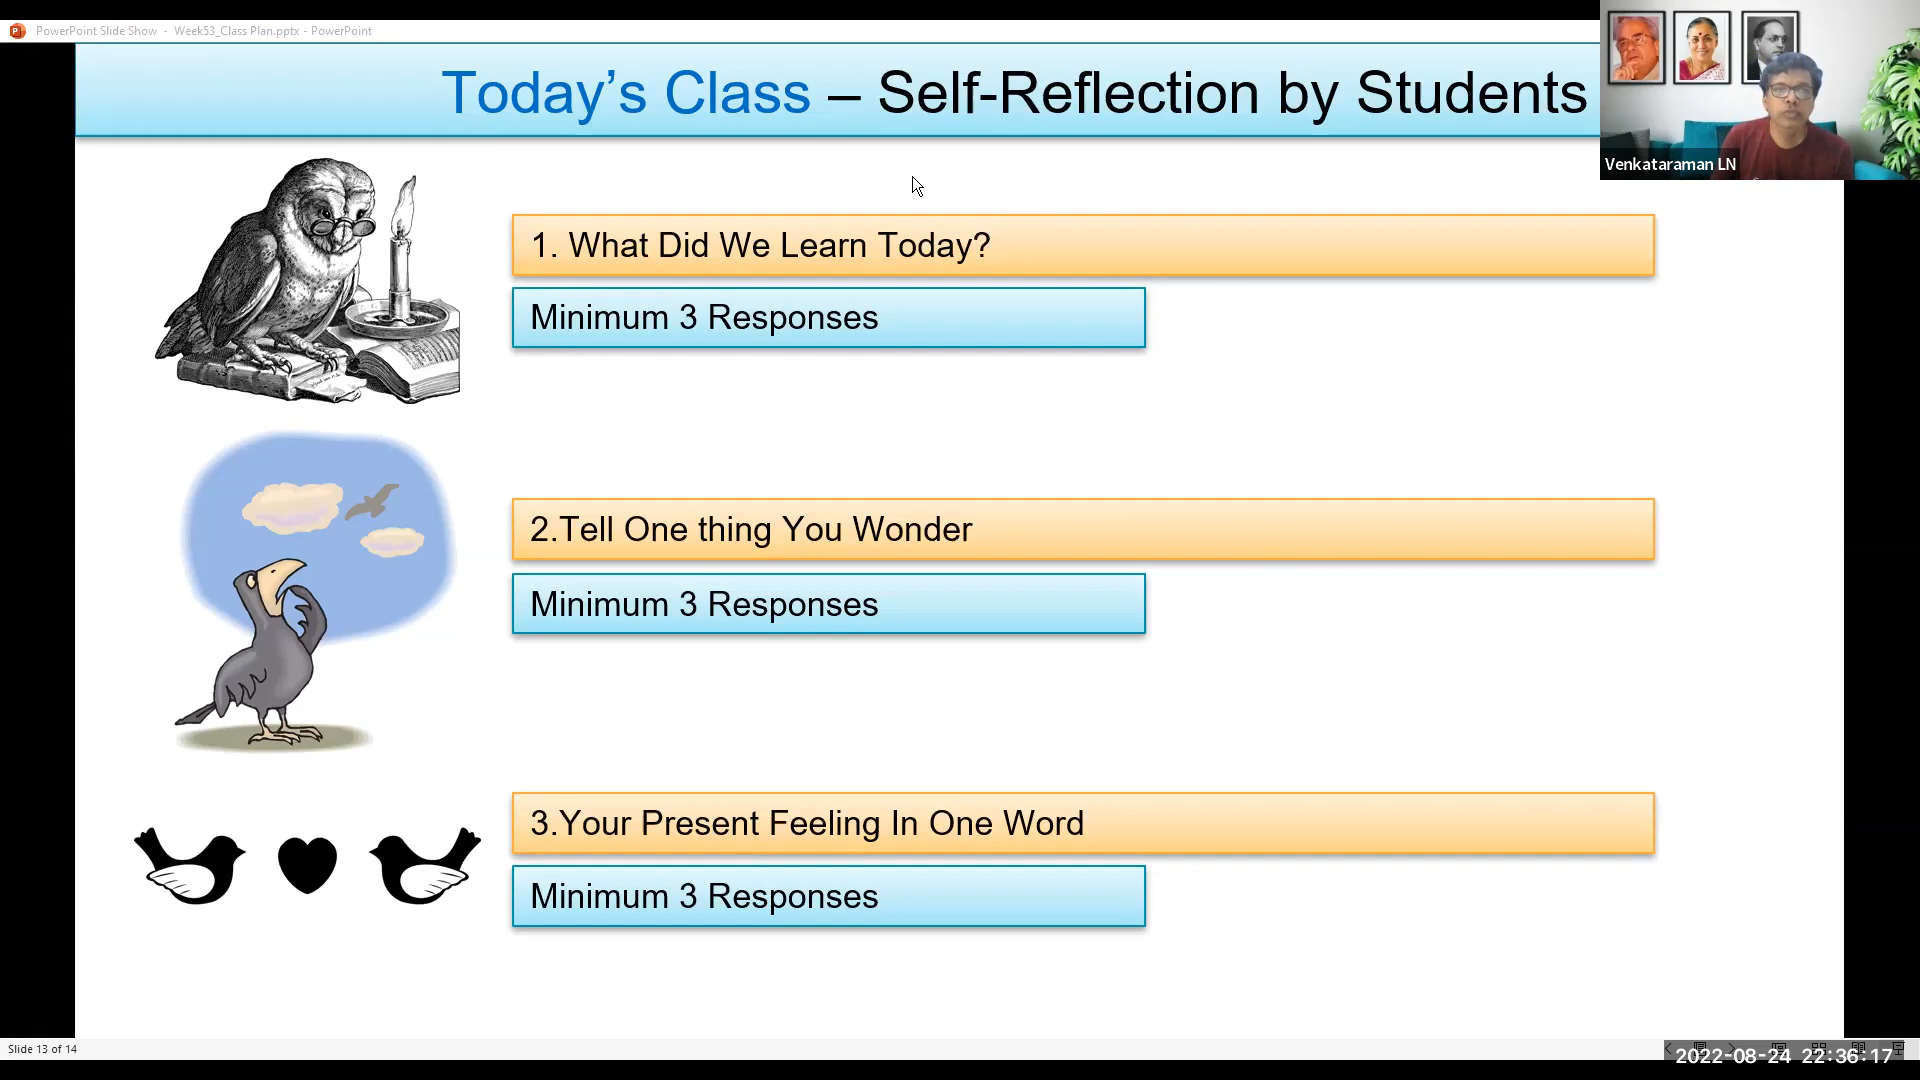 PowerPoint Slide Show - Week53_Class Plan.pptx - PowerPoint
Today's Class – Self-Reflection by Students
Venkataraman LN
1. What Did We Learn Today?
Minimum 3 Responses
2.Tell One thing You Wonder
Minimum 3 Responses
3.Your Present Feeling In One Word
Minimum 3 Responses
Slide 13 of 14
2022-08-24 22:36:17